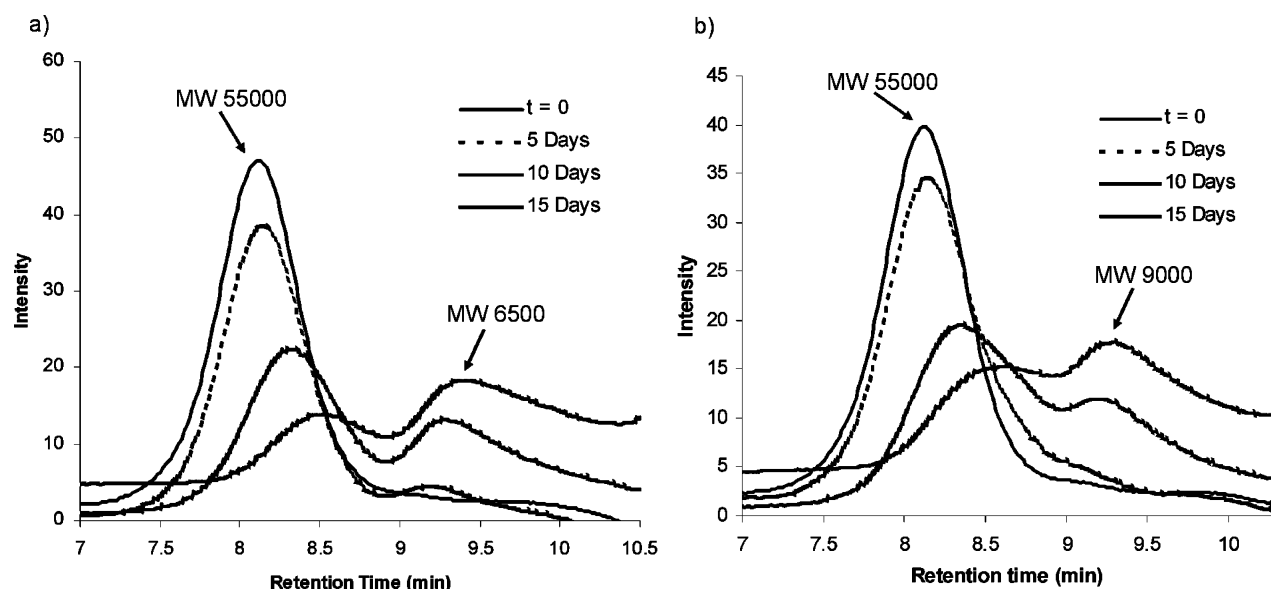 a)
60
50
40
30
20
10
0
Intensity
MW 55000
MW 6500
t = 0
5 Days
10 Days
15 Days
7
7.5
8
8.5
9
9.5
10
10.5
Retention Time (min)
b)
45
40
35
30
25
20
15
10
5
0
Intensity
MW 55000
MW 9000
t = 0
5 Days
10 Days
15 Days
7
7.5
8
8.5
9
9.5
10
Retention time (min)